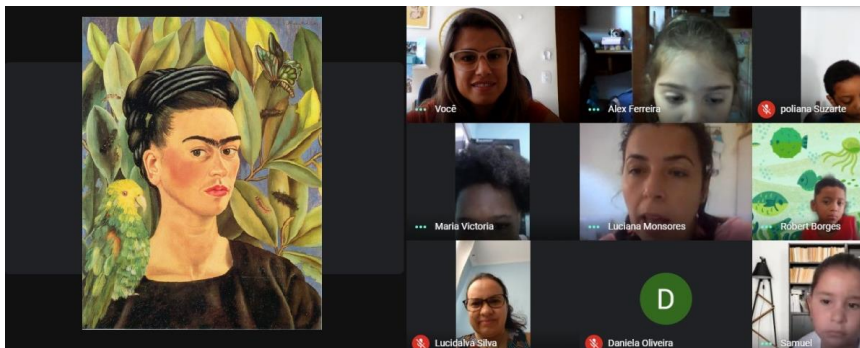 Você
Alex Ferreira
poliana Suzarte
Maria Victoria
Luciana Monsores
Robert Borges
Lucidalva Silva
D
Daniela Oliveira
Samuel